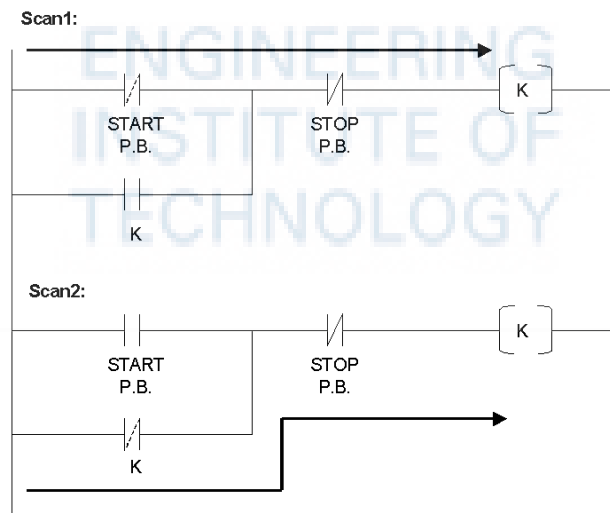 Scan1:
ENGINEERING
K
START
P.B.
STOP
P.B.
INSTITUTE OF
K
TECHNOLOGY
Scan2:
K
START
P.B.
STOP
P.B.
K